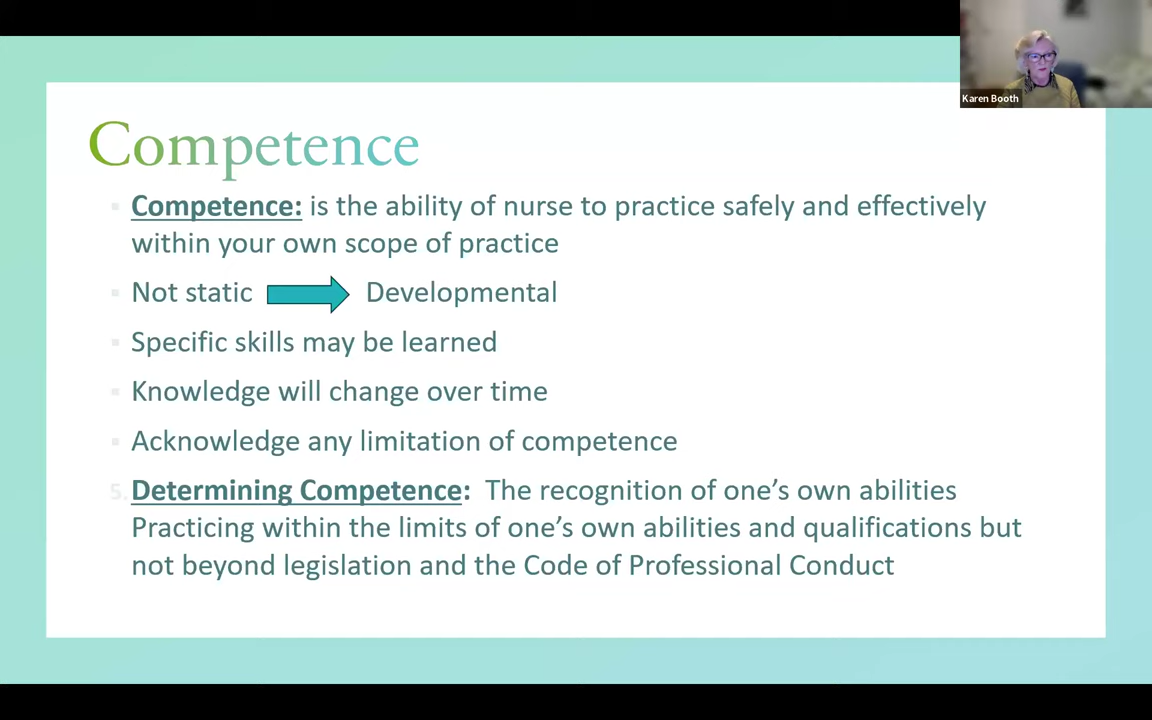 Karen Booth
Competence
Competence: is the ability of nurse to practice safely and effectively
within your own scope of practice
Not static Developmental
Specific skills may be learned
Knowledge will change over time
Acknowledge any limitation of competence
5. Determining Competence: The recognition of one’s own abilities
Practicing within the limits of one’s own abilities and qualifications but
not beyond legislation and the Code of Professional Conduct